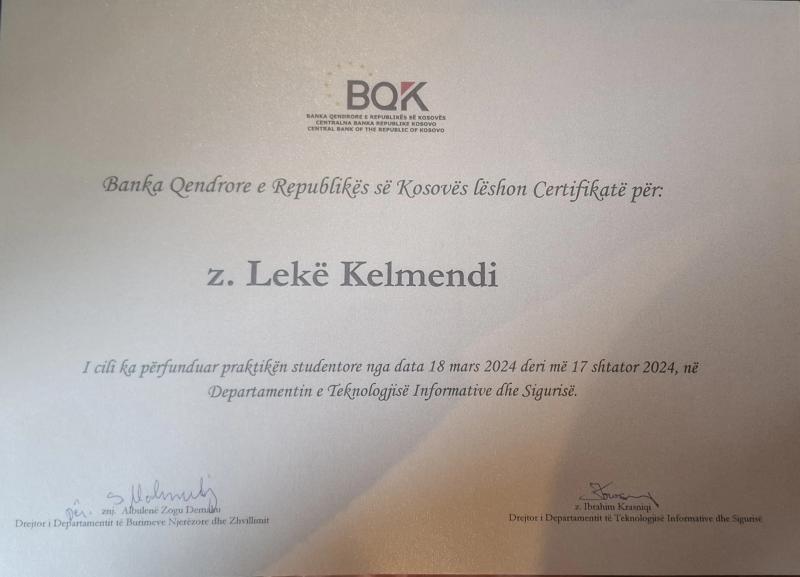 BQK
BANKA QENDRORE E REPUBLIKËS SË KOSOVËS
CENTRALNA BANKA REPUBLIKE KOSOVO
CENTRAL BANK OF THE REPUBLIC OF KOSOVO
Banka Qendrore e Republikës së Kosovës lëshon Certifikatë për:
z. Lekë Kelmendi
I cili ka përfunduar praktikën studentore nga data 18 mars 2024 deri më 17 shtator 2024, në
Departamentin e Teknologjisë Informative dhe Sigurisë.
për. znj. Albulenë Zogu Demahu
Drejtor i Departamentit të Burimeve Njerëzore dhe Zhvillimit
z. Ibrahim Krasniqi
Drejtor i Departamentit të Teknologjisë Informative dhe Sigurisë